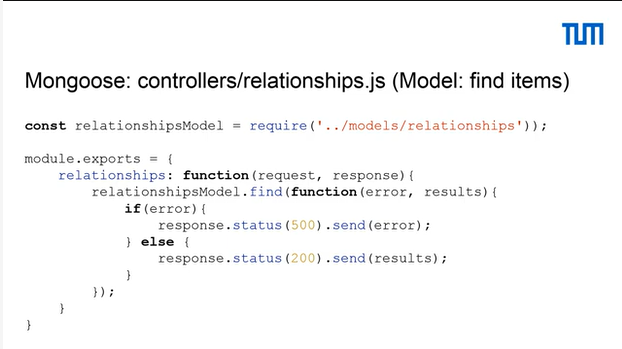 TUM
Mongoose: controllers/relationships.js (Model: find items)
const relationshipsModel = require('../models/relationships'));
module.exports = {
    relationships: function(request, response){
        relationshipsModel.find(function(error, results){
            if(error){
                response.status(500).send(error);
            } else {
                response.status(200).send(results);
            }
        });
    }
}